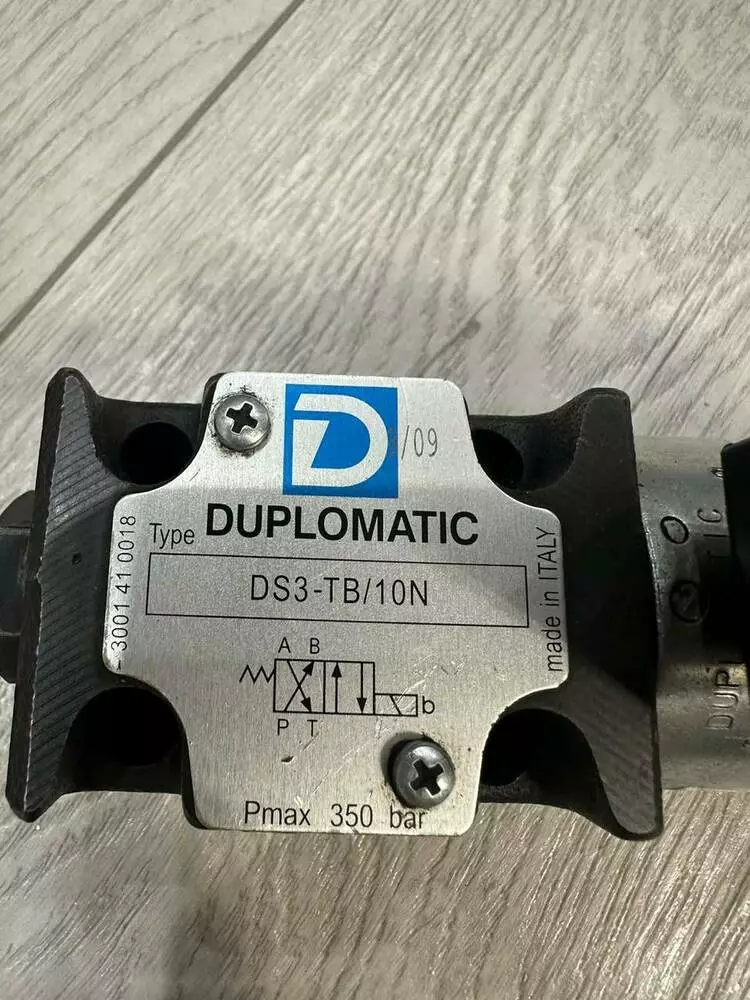 D
/09
DUPLOMATIC
Type
DS3-TB/10N
3001 41 0018
made in ITALY
A B
b
P T
Pmax 350 bar